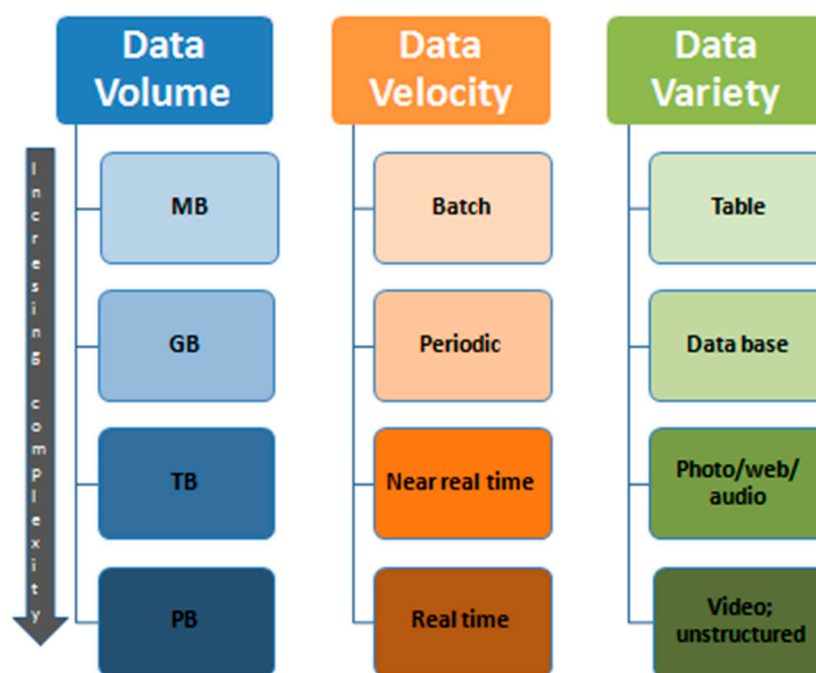 Data
Volume
Data
Velocity
Data
Variety
Incresing complexity
MB
Batch
Table
GB
Periodic
Data base
TB
Near real time
Photo/web/
audio
PB
Real time
Video;
unstructured